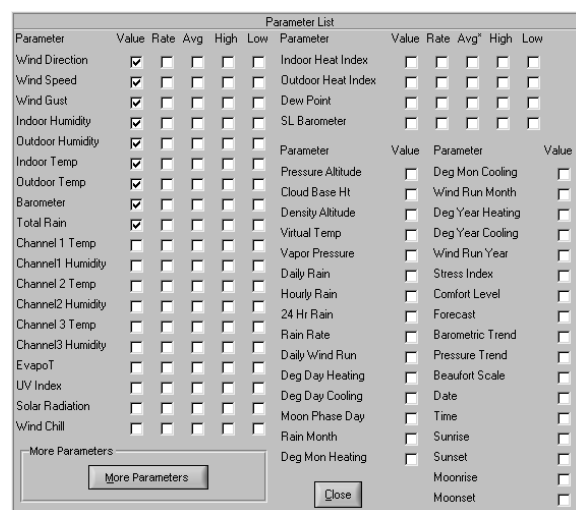 Parameter List
Parameter Value Rate Avg High Low
Wind Direction
Wind Speed
Wind Gust
Indoor Humidity
Outdoor Humidity
Indoor Temp
Outdoor Temp
Barometer
Total Rain
Channel 1 Temp
Channel1 Humidity
Channel 2 Temp
Channel2 Humidity
Channel 3 Temp
Channel3 Humidity
EvapoT
UV Index
Solar Radiation
Wind Chill
More Parameters
More Parameters
Parameter Value Rate Avg* High Low
Indoor Heat Index
Outdoor Heat Index
Dew Point
SL Barometer
Parameter Value
Pressure Altitude
Cloud Base Ht
Density Altitude
Virtual Temp
Vapor Pressure
Daily Rain
Hourly Rain
24 Hr Rain
Rain Rate
Daily Wind Run
Deg Day Heating
Deg Day Cooling
Moon Phase Day
Rain Month
Deg Mon Heating
Close
Parameter Value
Deg Mon Cooling
Wind Run Month
Deg Year Heating
Deg Year Cooling
Wind Run Year
Stress Index
Comfort Level
Forecast
Barometric Trend
Pressure Trend
Beaufort Scale
Date
Time
Sunrise
Sunset
Moonrise
Moonset